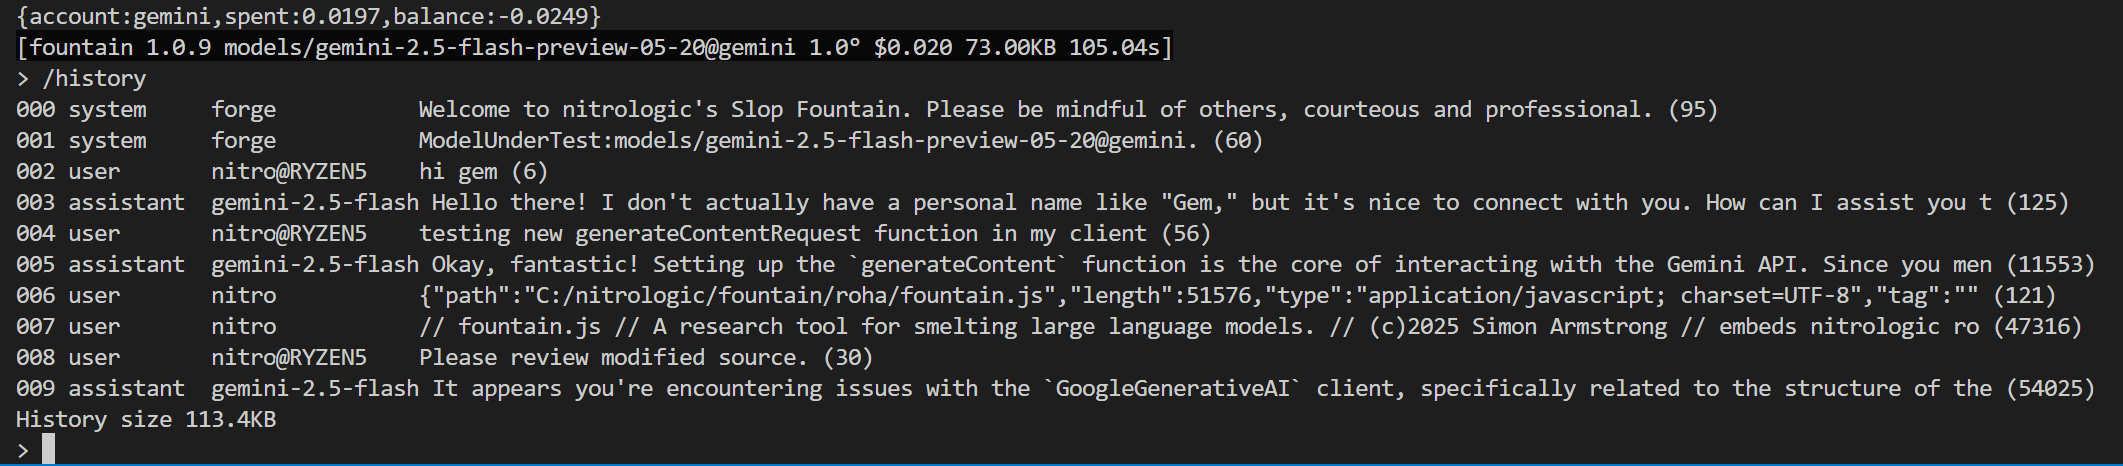 {account:gemini,spent:0.0197,balance:-0.0249}
[fountain 1.0.9 models/gemini-2.5-flash-preview-05-20@gemini 1.0° $0.020 73.00KB 105.04s]
> /history
000 system     forge           Welcome to nitrologic's Slop Fountain. Please be mindful of others, courteous and professional. (95)
001 system     forge           ModelUnderTest:models/gemini-2.5-flash-preview-05-20@gemini. (60)
002 user       nitro@RYZEN5    hi gem (6)
003 assistant  gemini-2.5-flash Hello there! I don't actually have a personal name like "Gem," but it's nice to connect with you. How can I assist you t (125)
004 user       nitro@RYZEN5    testing new generateContentRequest function in my client (56)
005 assistant  gemini-2.5-flash Okay, fantastic! Setting up the `generateContent` function is the core of interacting with the Gemini API. Since you men (11553)
006 user       nitro           {"path":"C:/nitrologic/fountain/roha/fountain.js","length":51576,"type":"application/javascript; charset=UTF-8","tag":"" (121)
007 user       nitro           // fountain.js // A research tool for smelting large language models. // (c)2025 Simon Armstrong // embeds nitrologic ro (47316)
008 user       nitro@RYZEN5    Please review modified source. (30)
009 assistant  gemini-2.5-flash It appears you're encountering issues with the `GoogleGenerativeAI` client, specifically related to the structure of the (54025)
History size 113.4KB
>